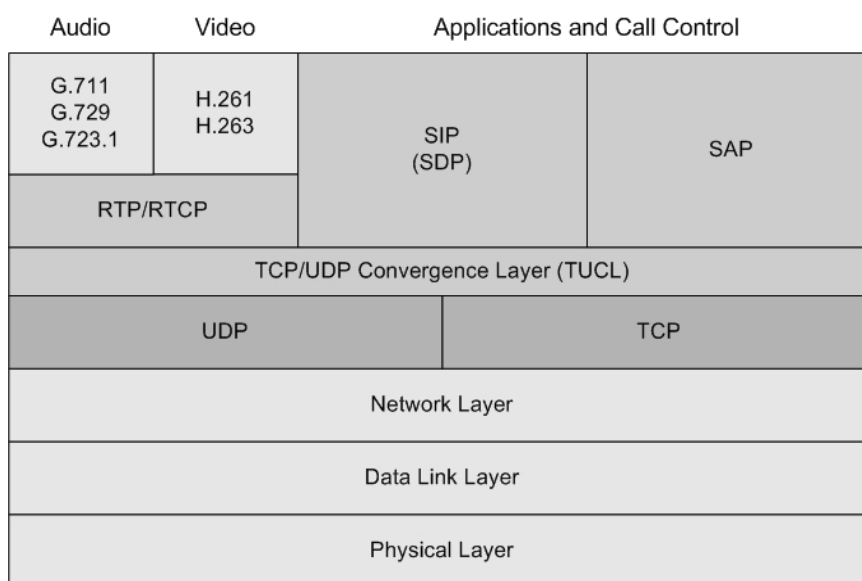 Audio
Video
Applications and Call Control
G.711
G.729
G.723.1
H.261
H.263
SIP
(SDP)
SAP
RTP/RTCP
TCP/UDP Convergence Layer (TUCL)
UDP
TCP
Network Layer
Data Link Layer
Physical Layer